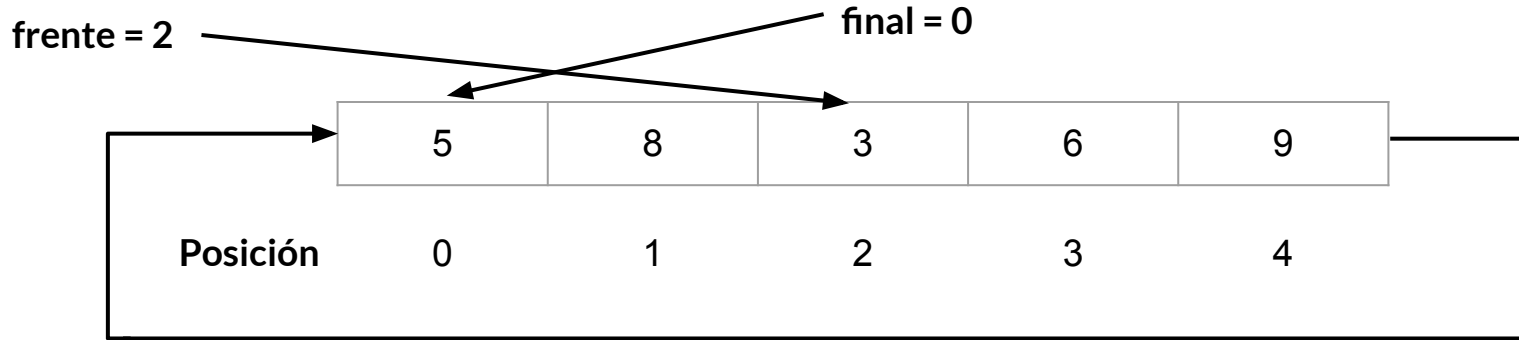 frente = 2
final = 0
5 8 3 6 9
Posición 0 1 2 3 4